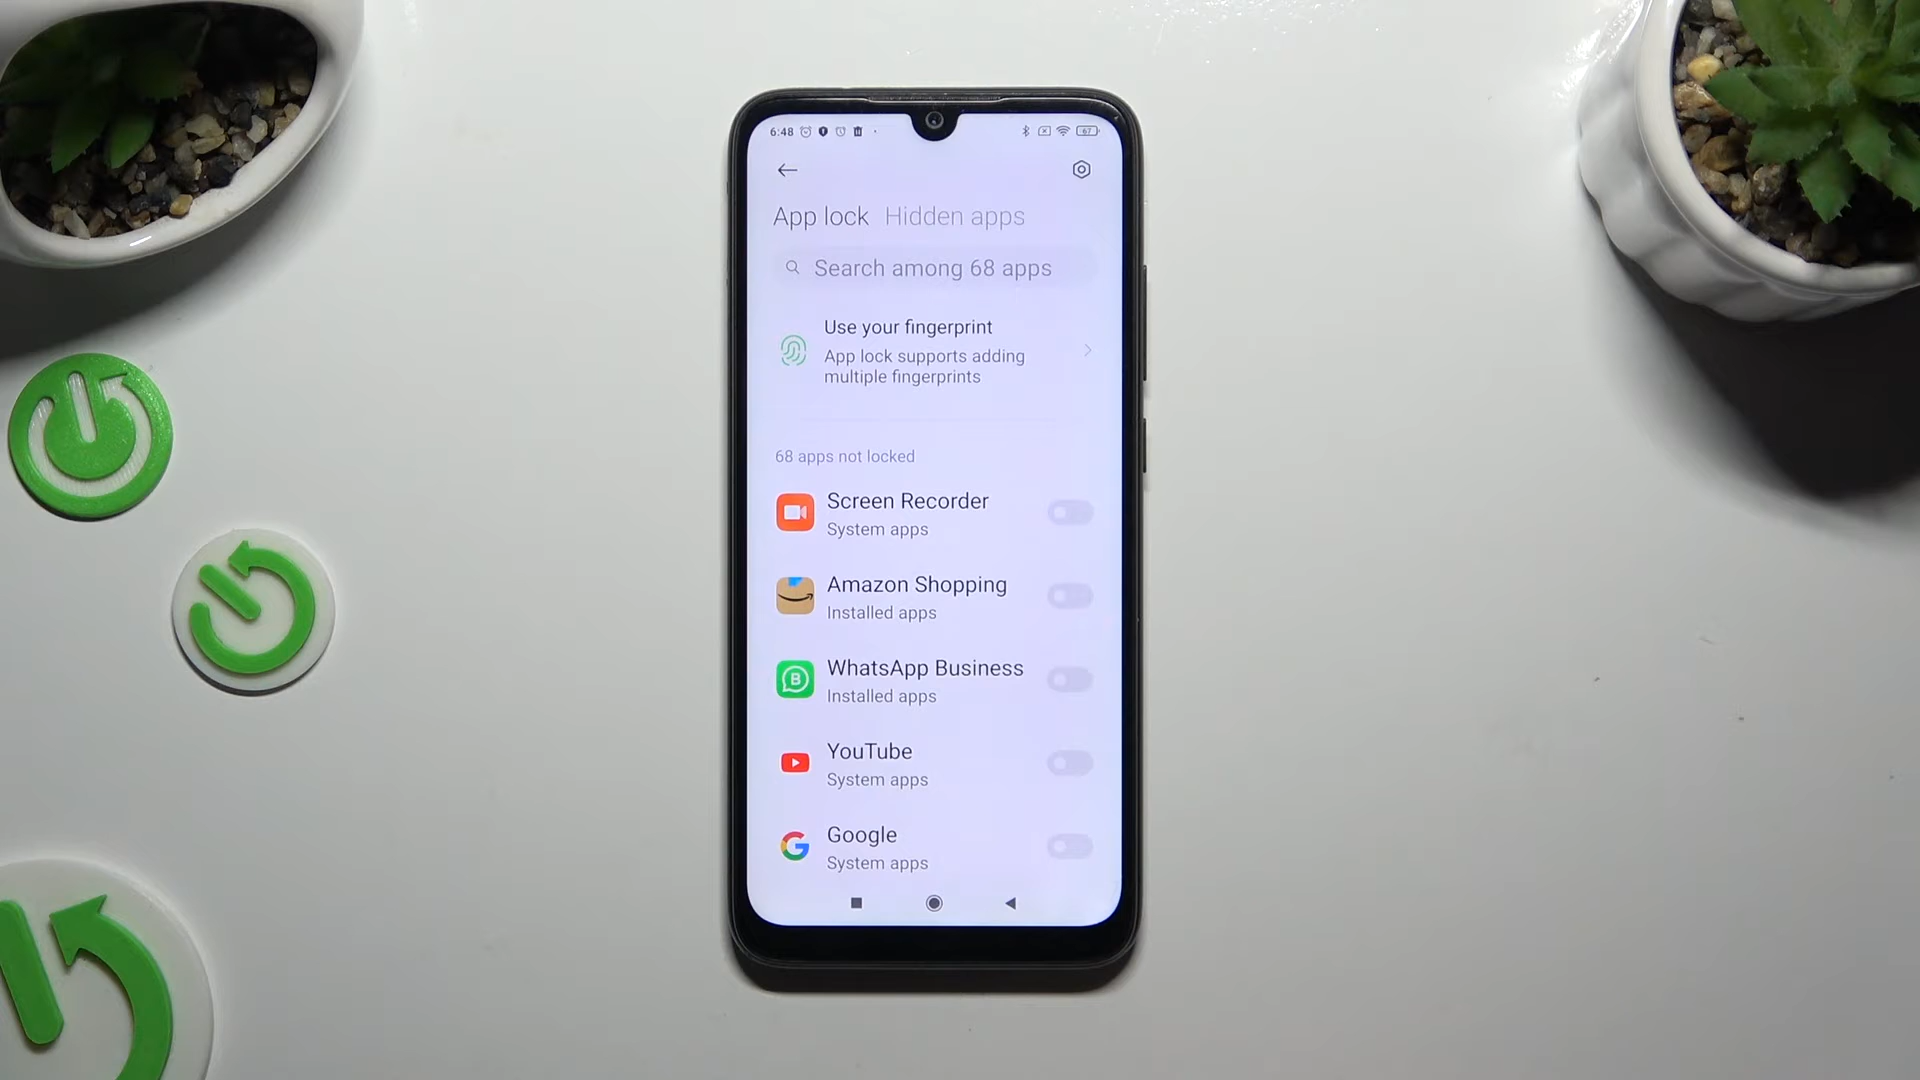 6:48
67
App lock Hidden apps
Search among 68 apps
Use your fingerprint
App lock supports adding
multiple fingerprints
68 apps not locked
Screen Recorder
System apps
Amazon Shopping
Installed apps
B
WhatsApp Business
Installed apps
YouTube
System apps
G
Google
System apps